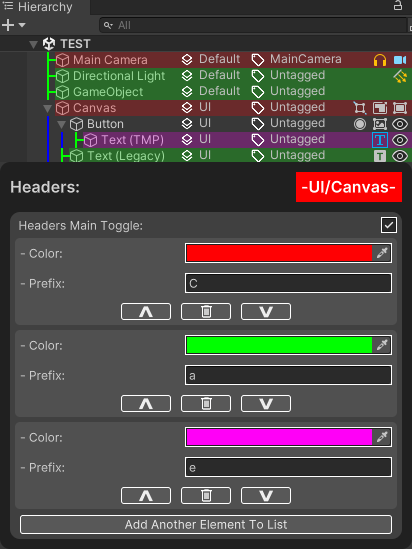 Hierarchy
All
TEST
Main Camera Default MainCamera
Directional Light Default Untagged
GameObject Default Untagged
Canvas UI Untagged
Button UI Untagged
Text (TMP) UI Untagged
Text (Legacy) UI Untagged
Headers: -UI/Canvas-
Headers Main Toggle:
- Color:
- Prefix: C
- Color:
- Prefix: a
- Color:
- Prefix: e
Add Another Element To List